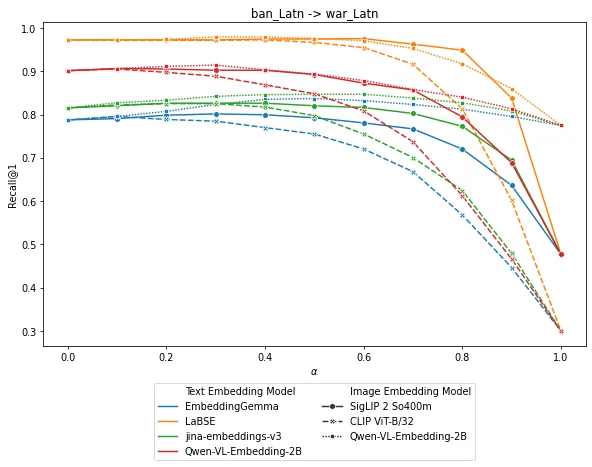 ban_Latn -> war_Latn
Recall@1
1.0
0.9
0.8
0.7
0.6
0.5
0.4
0.3
0.0 0.2 0.4 0.6 0.8 1.0
α
Text Embedding Model
EmbeddingGemma
LaBSE
jina-embeddings-v3
Qwen-VL-Embedding-2B
Image Embedding Model
SigLIP 2 So400m
CLIP ViT-B/32
Qwen-VL-Embedding-2B